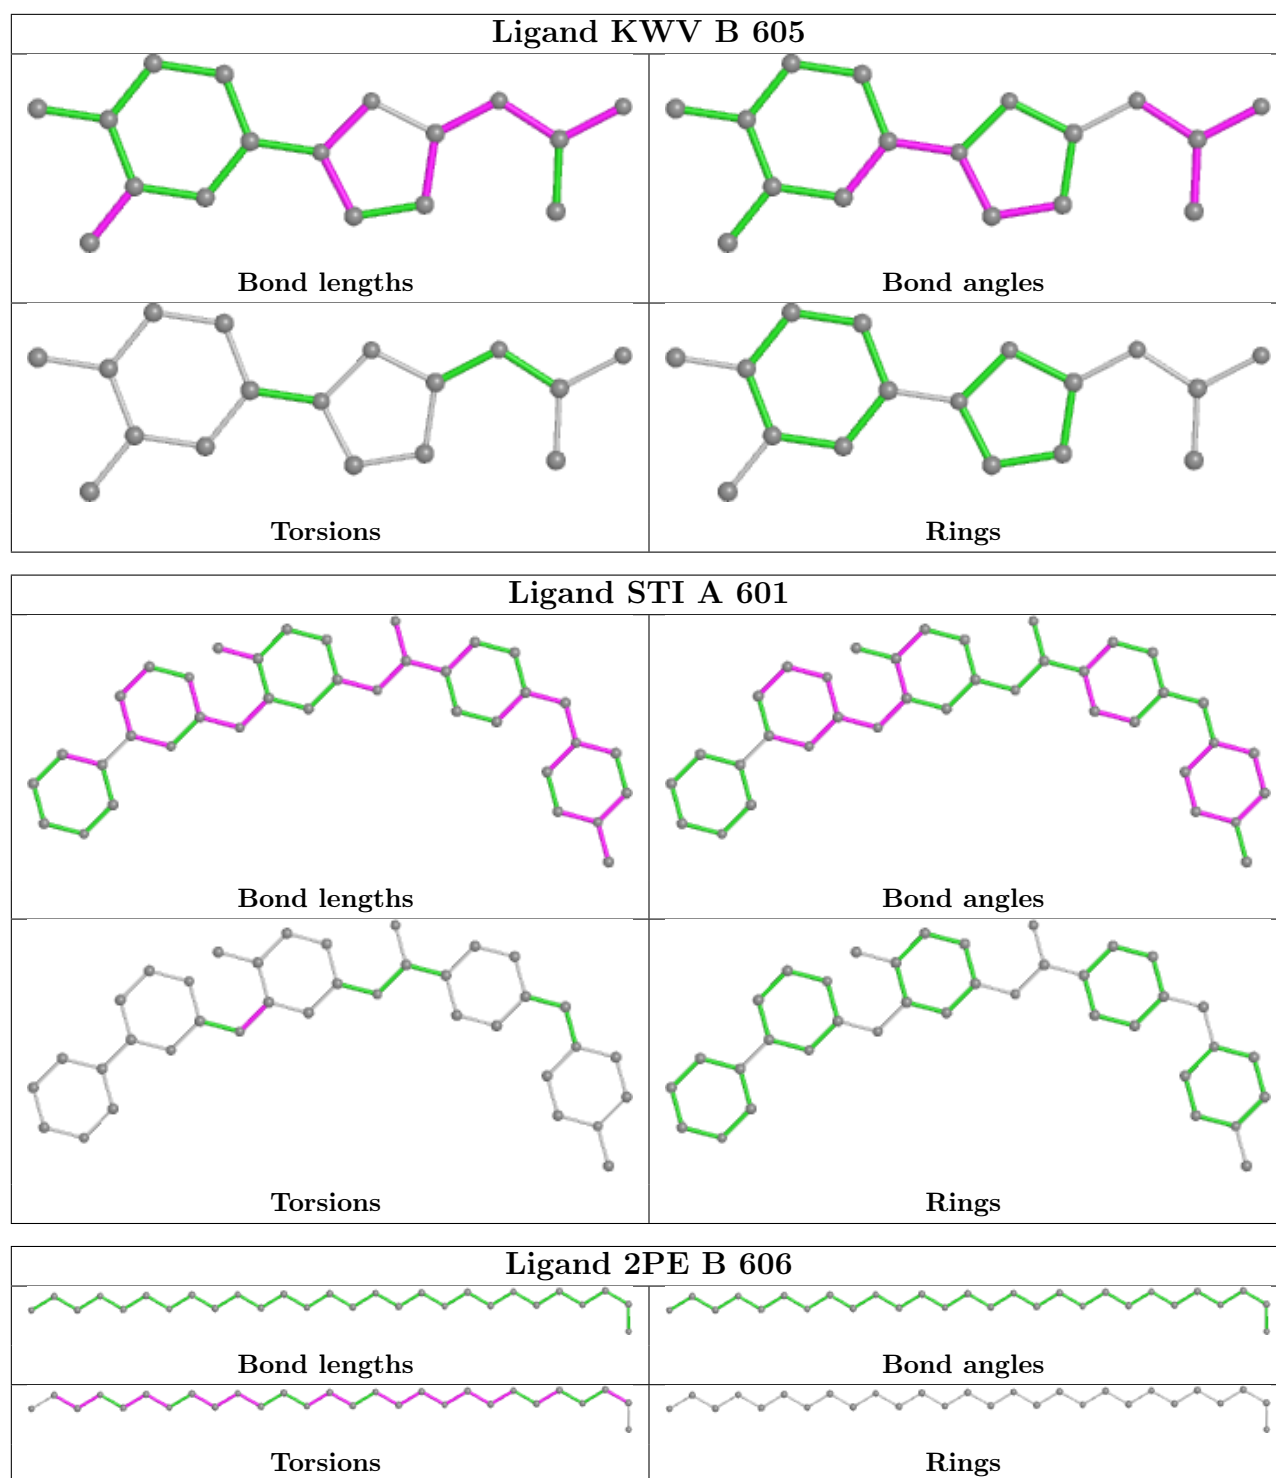 Ligand KWV B 605
Bond lengths
Bond angles
Torsions
Rings
Ligand STI A 601
Bond lengths
Bond angles
Torsions
Rings
Ligand 2PE B 606
Bond lengths
Bond angles
Torsions
Rings